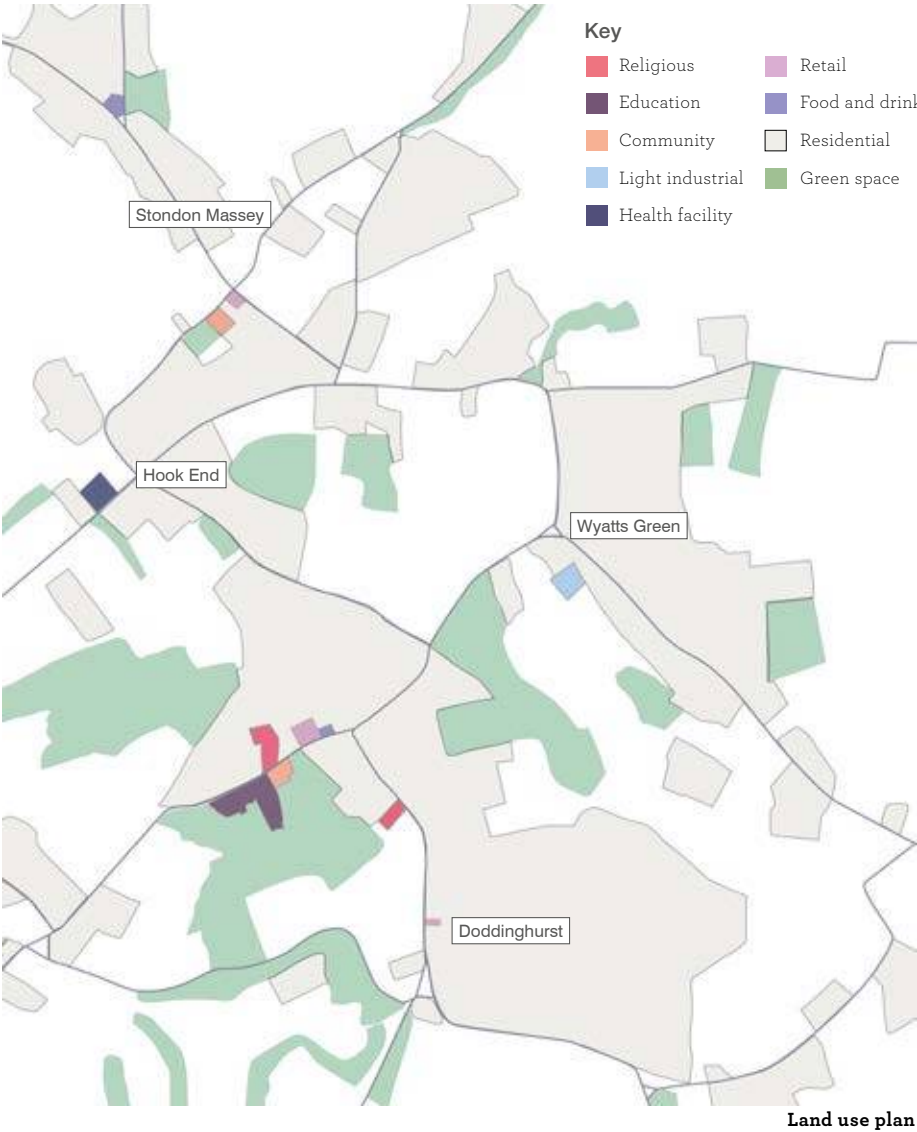 Key
Religious
Retail
Education
Food and drink
Community
Residential
Light industrial
Green space
Health facility
Stondon Massey
Hook End
Wyatts Green
Doddinghurst
Land use plan